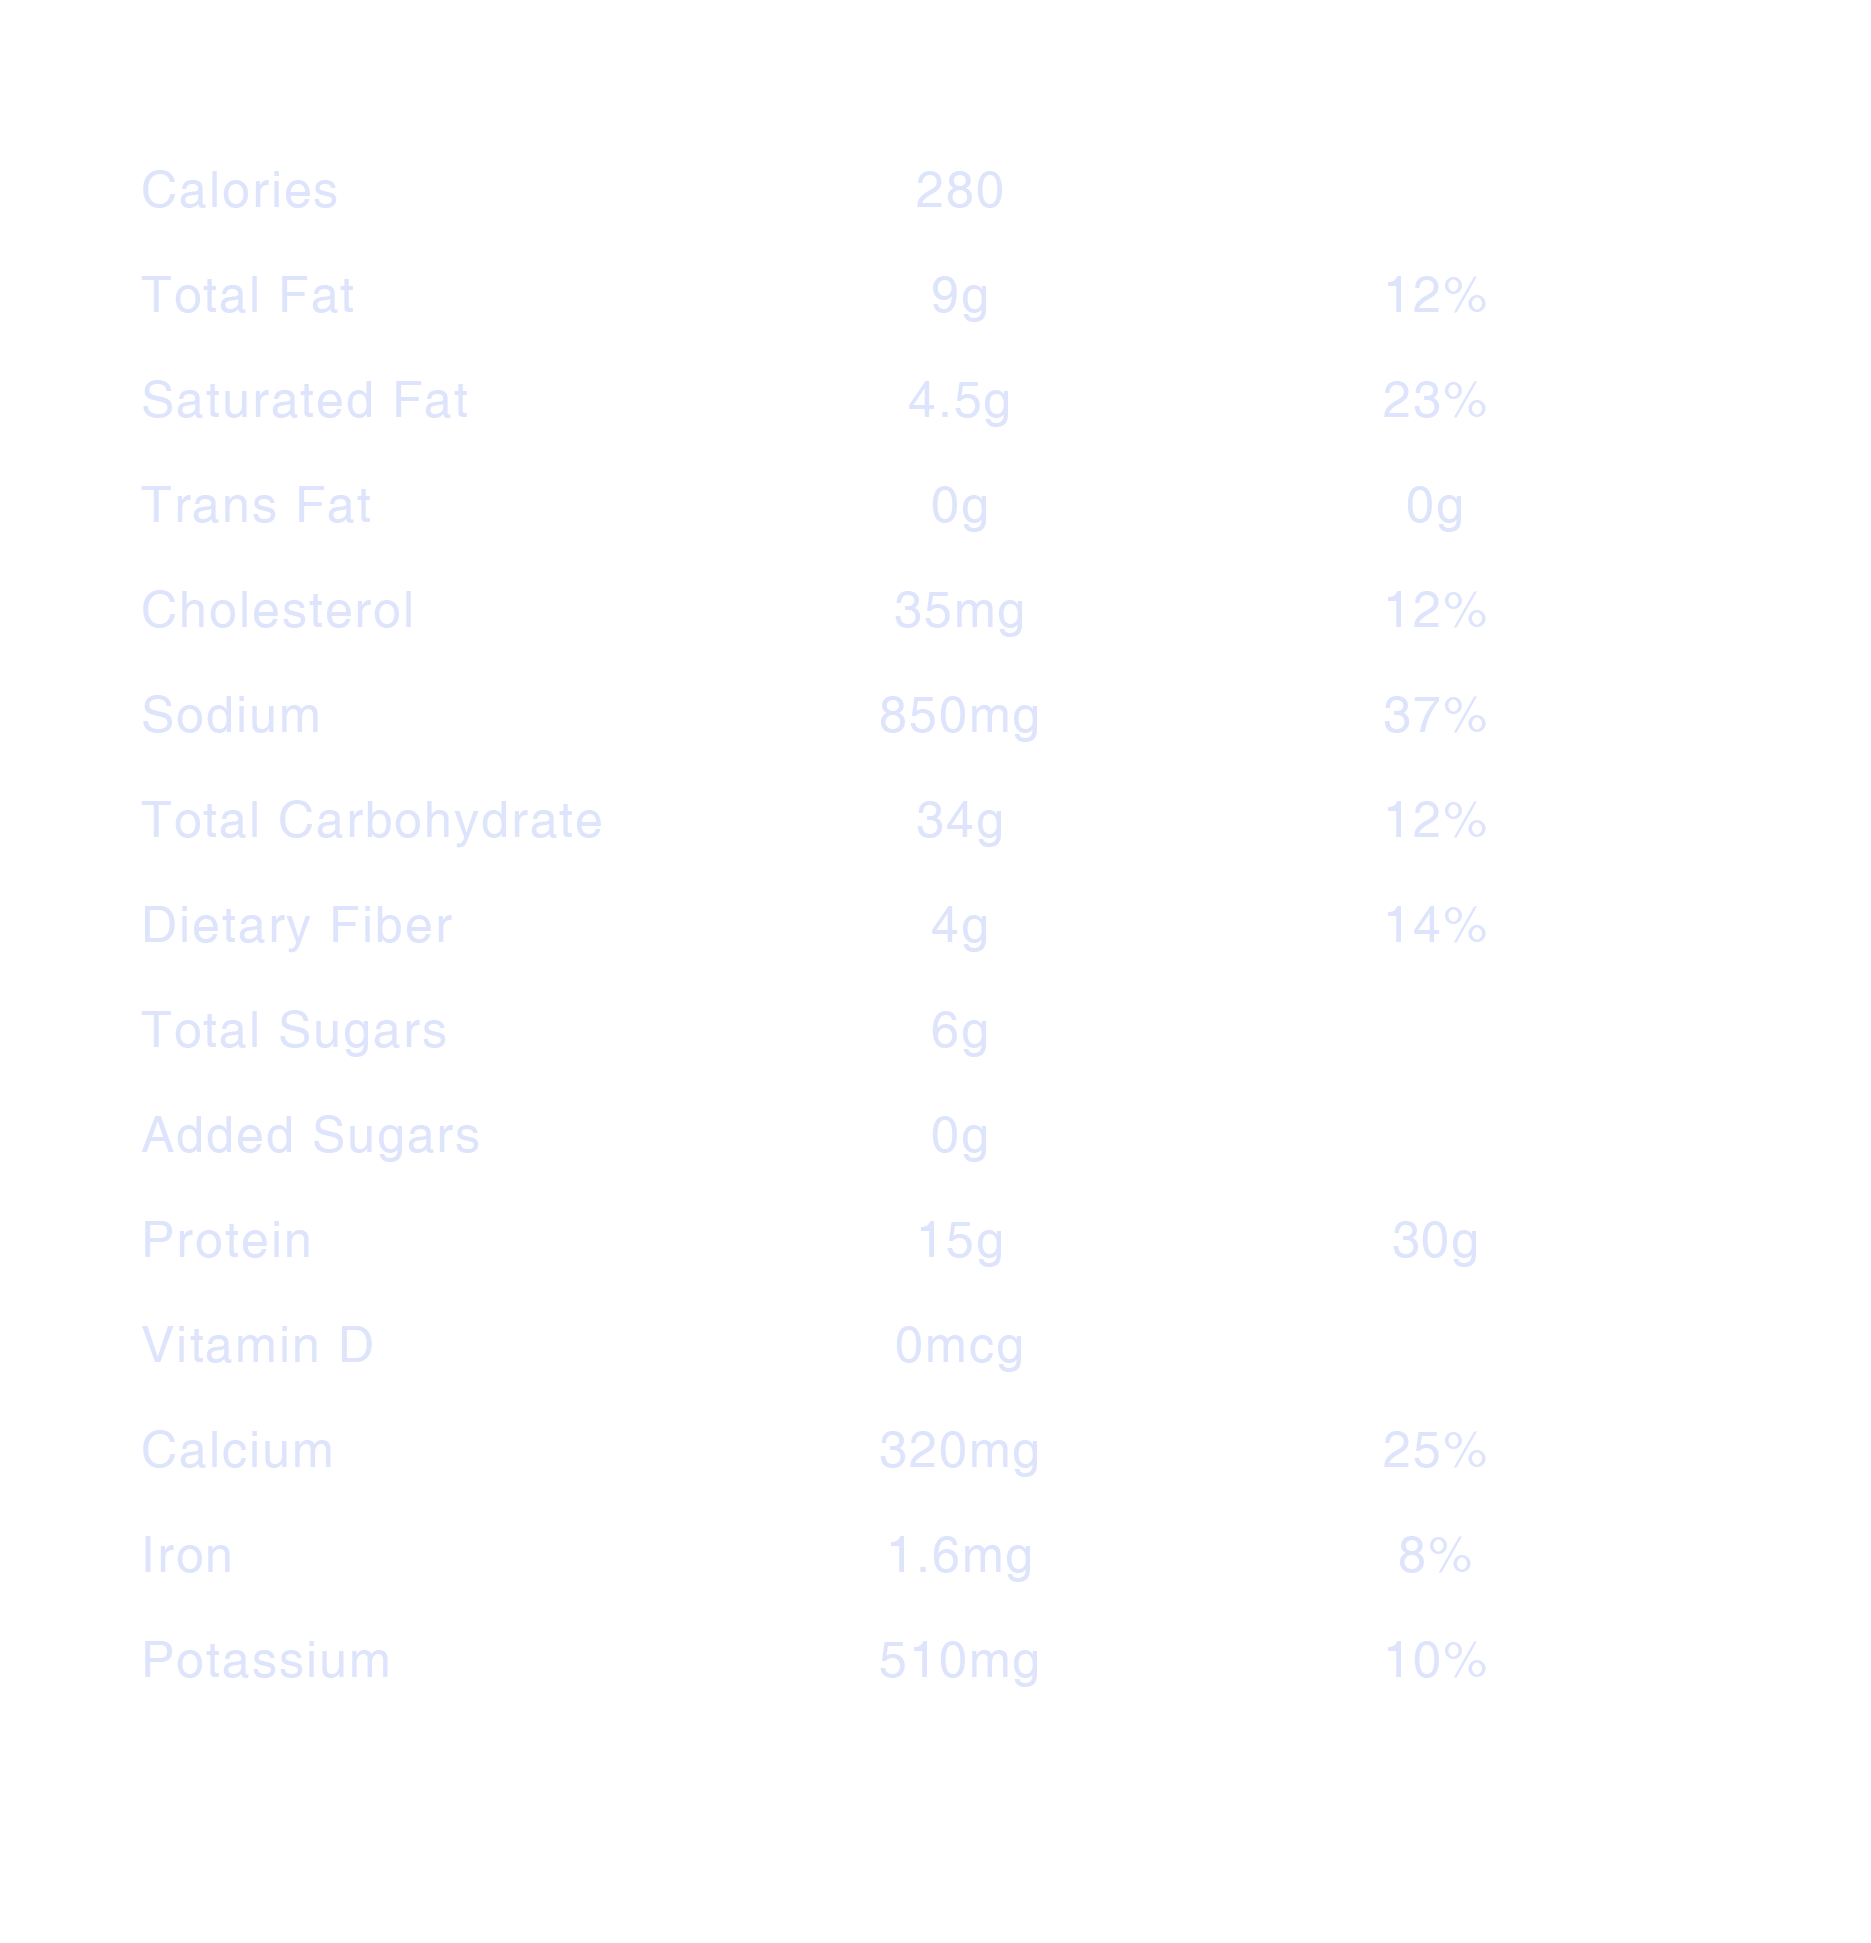 Calories 280
Total Fat 9g 12%
Saturated Fat 4.5g 23%
Trans Fat 0g 0g
Cholesterol 35mg 12%
Sodium 850mg 37%
Total Carbohydrate 34g 12%
Dietary Fiber 4g 14%
Total Sugars 6g
Added Sugars 0g
Protein 15g 30g
Vitamin D 0mcg
Calcium 320mg 25%
Iron 1.6mg 8%
Potassium 510mg 10%